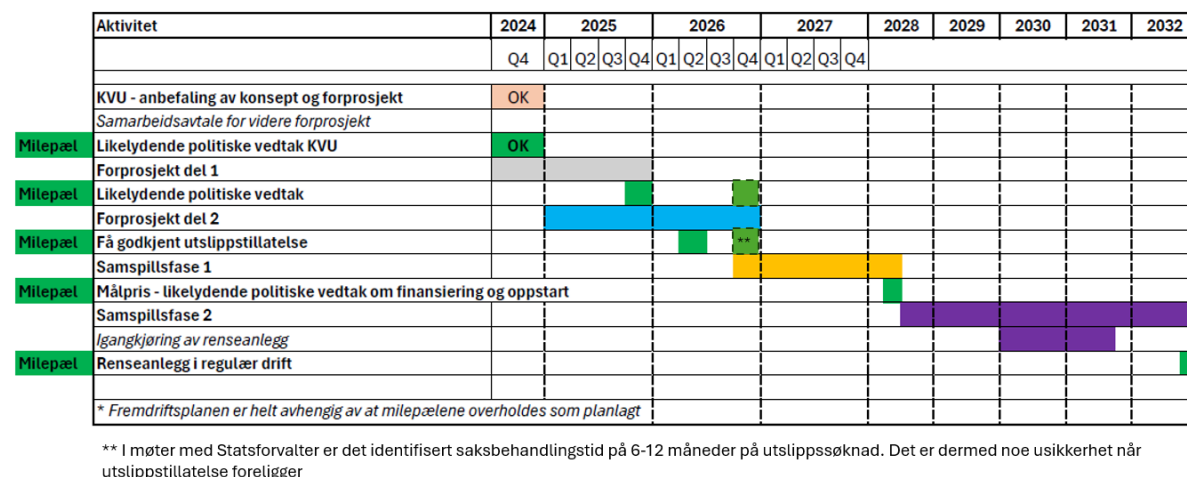 Aktivitet 2024 2025 2026 2027 2028 2029 2030 2031 2032
Q4 Q1 Q2 Q3 Q4 Q1 Q2 Q3 Q4 Q1 Q2 Q3 Q4
KVU - anbefaling av konsept og forprosjekt OK
Samarbeidsavtale for videre forprosjekt
Milepæl Likelydende politiske vedtak KVU OK
Forprosjekt del 1
Milepæl Likelydende politiske vedtak
Forprosjekt del 2
Milepæl Få godkjent utslippstillatelse **
Samspillsfase 1
Milepæl Målpris - likelydende politiske vedtak om finansiering og oppstart
Samspillsfase 2
Igangkjøring av renseanlegg
Milepæl Renseanlegg i regulær drift
* Fremdriftsplanen er helt avhengig av at milepælene overholdes som planlagt
** I møter med Statsforvalter er det identifisert saksbehandlingstid på 6-12 måneder på utslippssøknad. Det er dermed noe usikkerhet når
utslippstillatelse foreligger